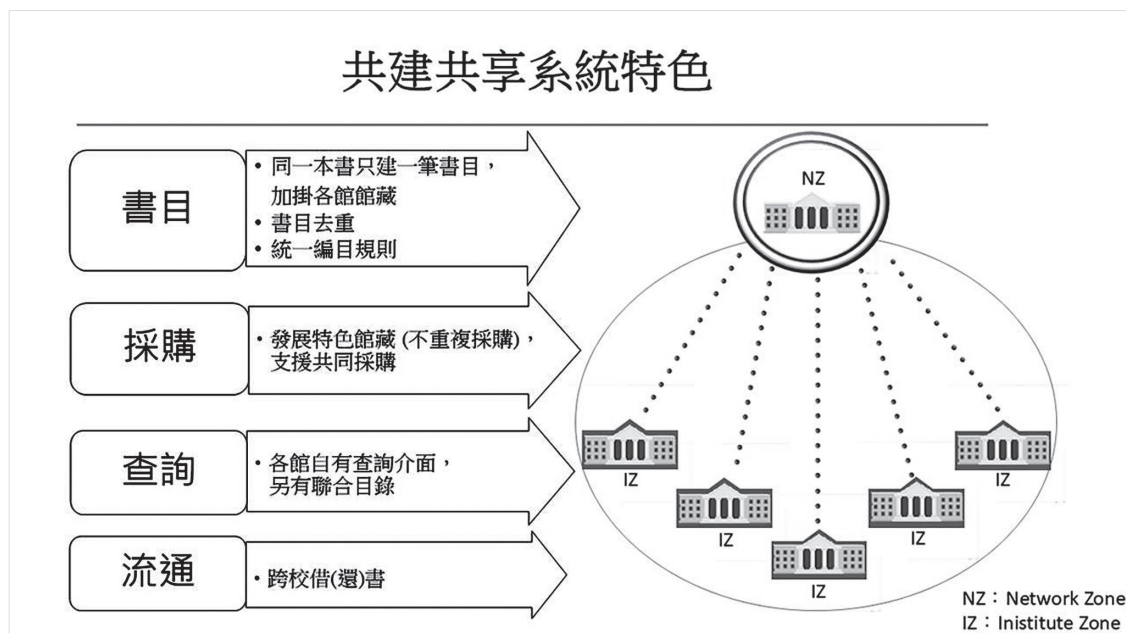 共建共享系統特色
書目
• 同一本書只建一筆書目，
加掛各館館藏
• 書目去重
• 統一編目規則
採購
• 發展特色館藏 (不重複採購)，
支援共同採購
查詢
• 各館自有查詢介面，
另有聯合目錄
流通
• 跨校借(還)書
NZ
IZ
IZ
IZ
IZ
IZ
NZ：Network Zone
IZ：Inistitute Zone